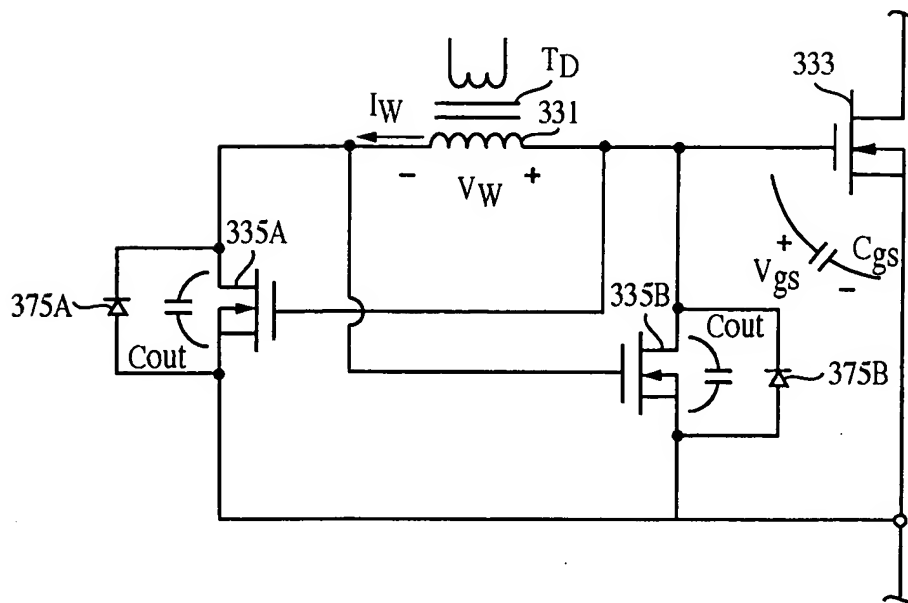 333
T_D
I_W
331
-
V_W
+
335A
375A
Cout
+
V_gs
C_gs
-
335B
Cout
375B